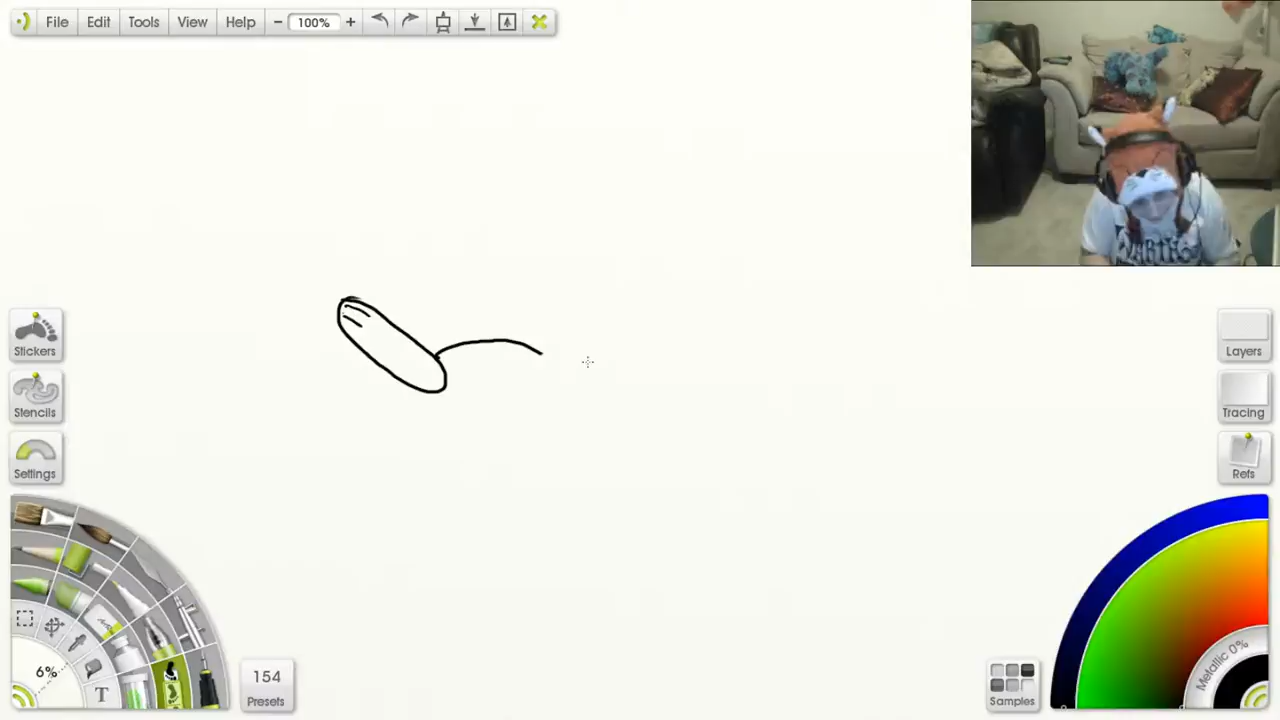 File Edit Tools View Help 100%
Stickers
Stencils
Settings
Layers
Tracing
Refs
6%
T
154
Presets
Samples
Metallic 0%